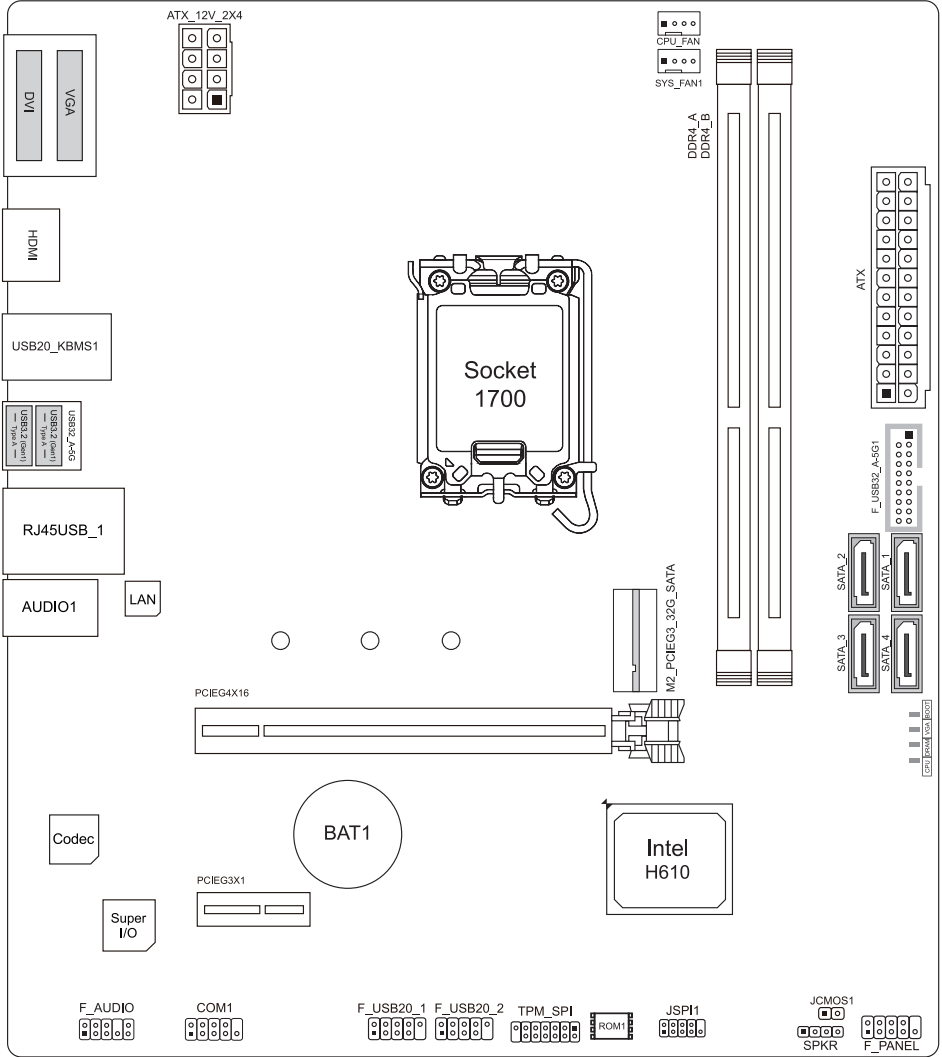 ATX_12V_2X4
CPU_FAN
SYS_FAN1
DVI
VGA
DDR4_A
DDR4_B
HDMI
ATX
USB20_KBMS1
Socket
1700
USB32_A-5G
USB3.2 (Gen1)
Type A
USB3.2 (Gen1)
Type A
F_USB32_A-5G1
RJ45USB_1
SATA_2
SATA_1
AUDIO1
LAN
M2_PCIEG3_32G_SATA
SATA_3
SATA_4
PCIEG4X16
CPU
DRAM
VGA
BOOT
BAT1
Codec
Intel
H610
PCIEG3X1
Super
I/O
F_AUDIO
COM1
F_USB20_1
F_USB20_2
TPM_SPI
ROM1
JSPI1
JCMOS1
SPKR
F_PANEL